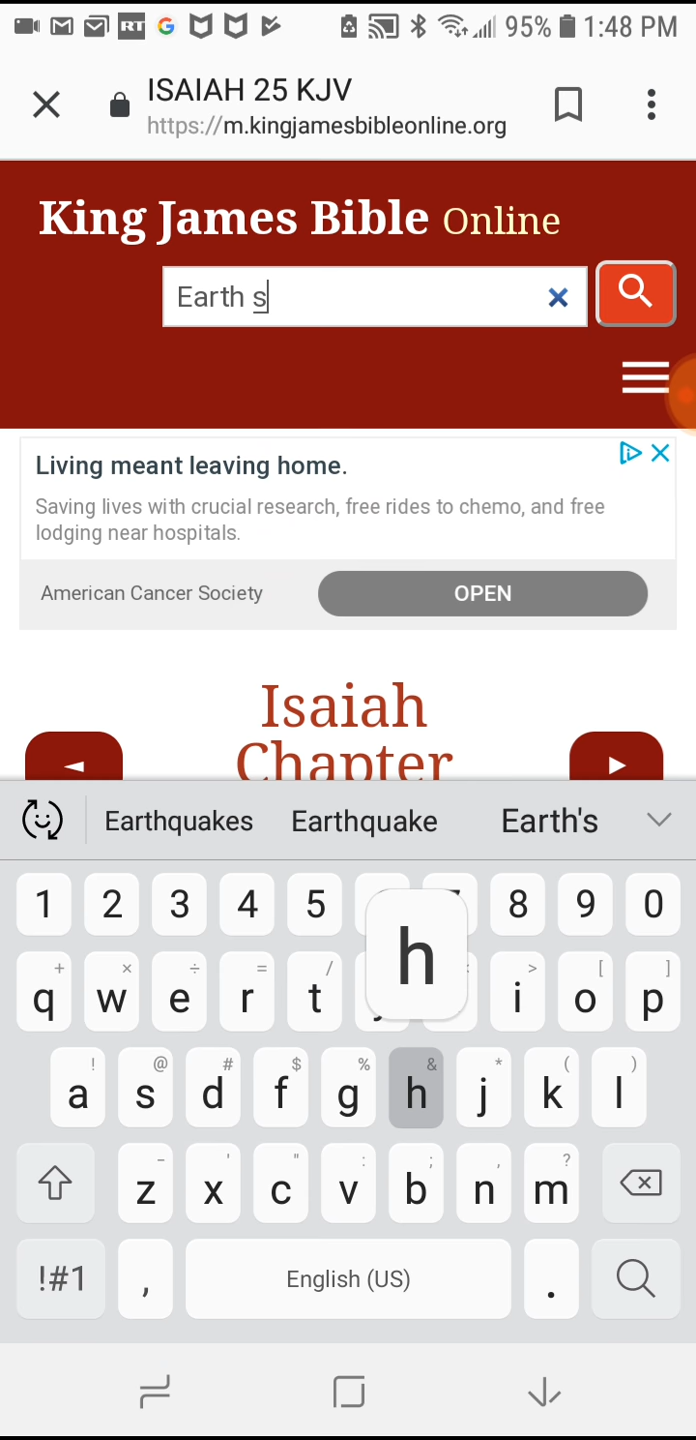 RT G 95% 1:48 PM
ISAIAH 25 KJV
https://m.kingjamesbibleonline.org
King James Bible Online
Earth s
Living meant leaving home.
Saving lives with crucial research, free rides to chemo, and free
lodging near hospitals.
American Cancer Society OPEN
Isaiah
Chapter
Earthquakes Earthquake Earth's
1 2 3 4 5 8 9 0
h
+ × ÷ = / > [ ]
q w e r t i o p
! @ # $ % & * ( )
a s d f g h j k l
- ' " : ; , ?
z x c v b n m
!#1 , English (US) .